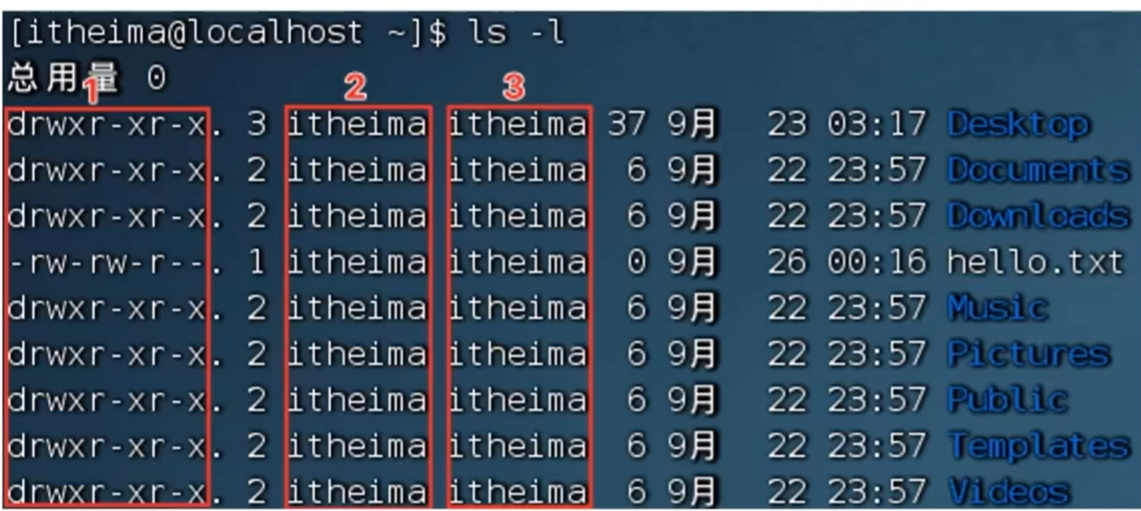 [itheima@localhost ~]$ ls -l
总用量 0
1 2 3
drwxr-xr-x. 3 itheima itheima 37 9月 23 03:17 Desktop
drwxr-xr-x. 2 itheima itheima 6 9月 22 23:57 Documents
drwxr-xr-x. 2 itheima itheima 6 9月 22 23:57 Downloads
-rw-rw-r--. 1 itheima itheima 0 9月 26 00:16 hello.txt
drwxr-xr-x. 2 itheima itheima 6 9月 22 23:57 Music
drwxr-xr-x. 2 itheima itheima 6 9月 22 23:57 Pictures
drwxr-xr-x. 2 itheima itheima 6 9月 22 23:57 Public
drwxr-xr-x. 2 itheima itheima 6 9月 22 23:57 Templates
drwxr-xr-x. 2 itheima itheima 6 9月 22 23:57 Videos